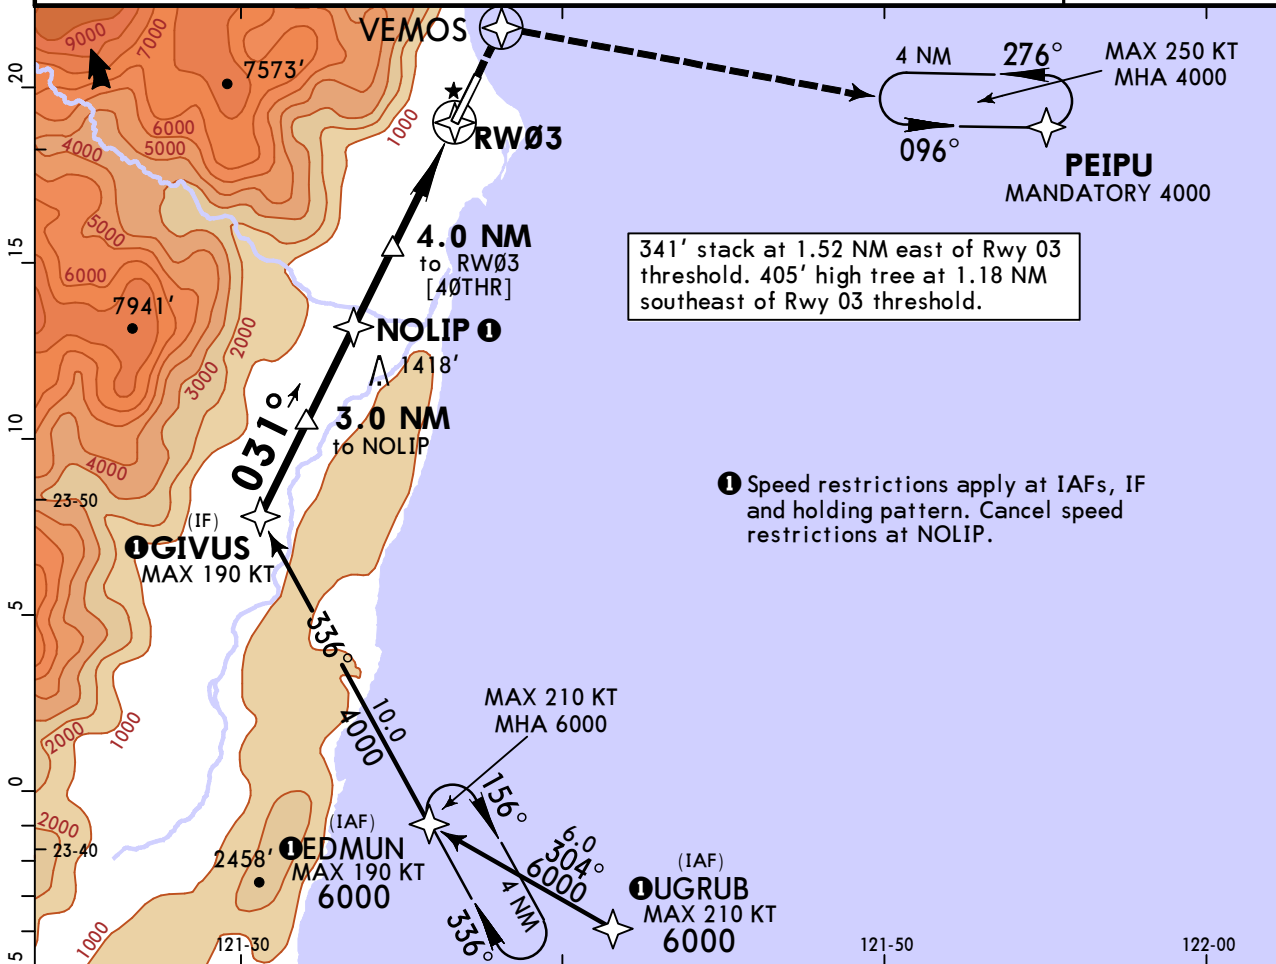 9000
7000
7573'
6000
5000
4000
1000
VEMOS
4 NM
276°
MAX 250 KT
MHA 4000
096°
PEIPU
MANDATORY 4000
RWØ3
20
5000
6000
7941'
2000
3000
4000
15
4.0 NM
to RWØ3
[4ØTHR]
341' stack at 1.52 NM east of Rwy 03
threshold. 405' high tree at 1.18 NM
southeast of Rwy 03 threshold.
NOLIP 1
1418'
031°
3.0 NM
to NOLIP
10
23-50
1 Speed restrictions apply at IAFs, IF
and holding pattern. Cancel speed
restrictions at NOLIP.
(IF)
1 GIVUS
MAX 190 KT
5
336°
10.0
4000
2000
1000
MAX 210 KT
MHA 6000
0
2000
23-40
156°
6.0
304°
6000
4 NM
336°
(IAF)
1 EDMUN
MAX 190 KT
6000
2458'
(IAF)
1 UGRUB
MAX 210 KT
6000
1000
5
121-30
121-50
122-00